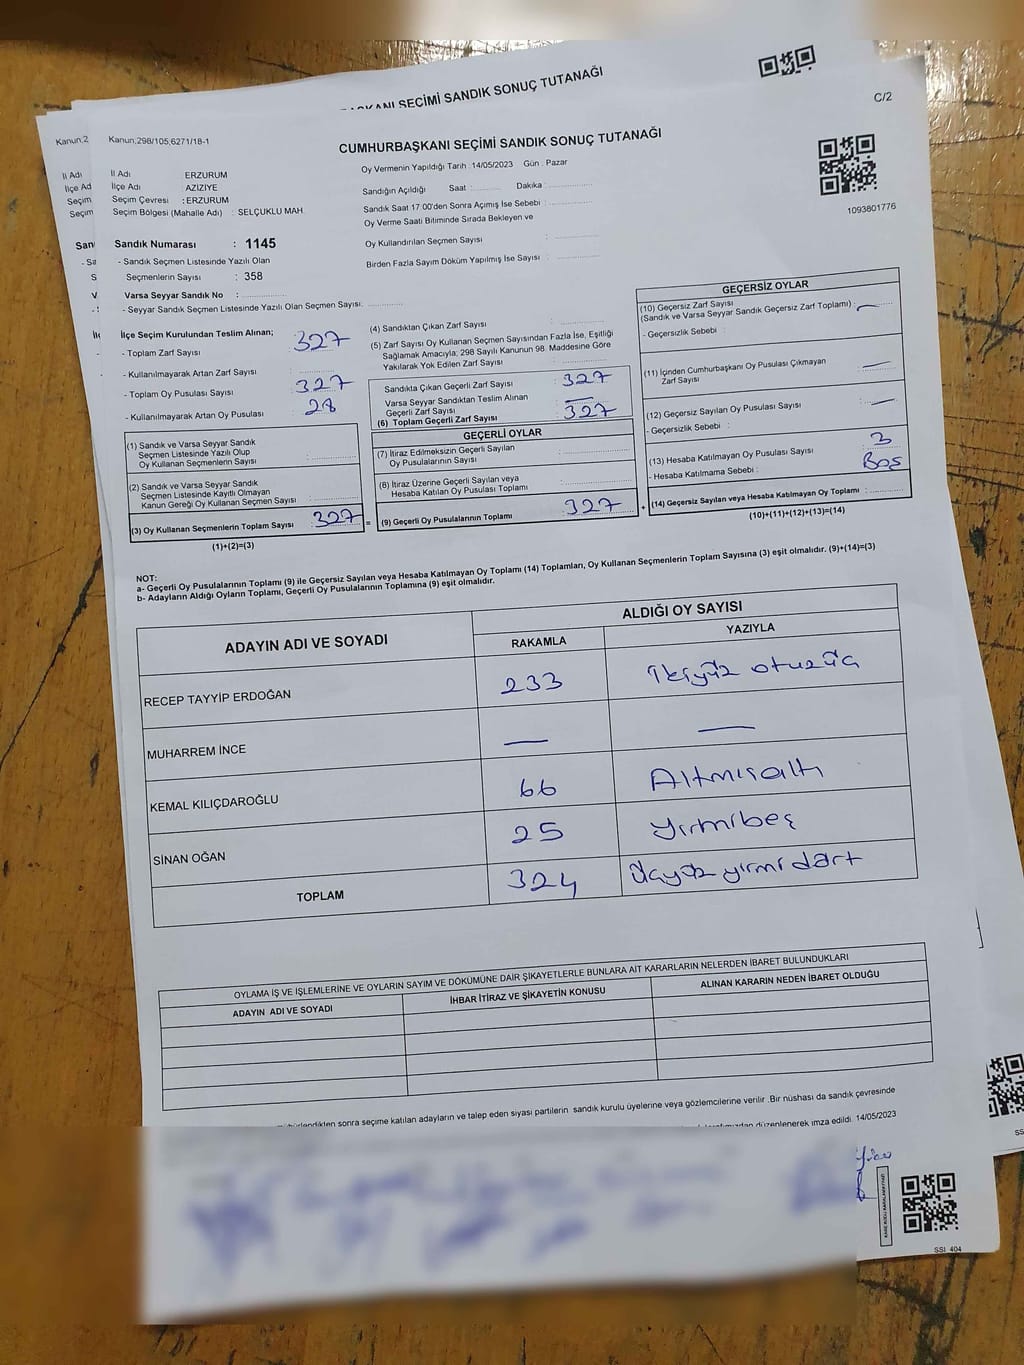 BAŞKANI SEÇİMİ SANDIK SONUÇ TUTANAĞI
C/2
Kanun;2
Kanun;298/105;6271/18-1
CUMHURBAŞKANI SEÇİMİ SANDIK SONUÇ TUTANAĞI
Oy Vermenin Yapıldığı Tarih :14/05/2023 Gün : Pazar
İl Adı
İlçe Ad
Seçim
Seçim
İl Adı : ERZURUM
İlçe Adı : AZIZIYE
Seçim Çevresi : ERZURUM
Seçim Bölgesi (Mahalle Adı) : SELÇUKLU MAH.
Sandığın Açıldığı Saat :............ Dakika :............
Sandık Saat 17:00'den Sonra Açımış İse Sebebi :............
Oy Verme Saati Bitiminde Sırada Bekleyen ve
Oy Kullandırılan Seçmen Sayısı :............
Birden Fazla Sayım Döküm Yapılmış İse Sayısı :............
1093801776
Sandık Numarası : 1145
- Sandık Seçmen Listesinde Yazılı Olan
Seçmenlerin Sayısı : 358
Varsa Seyyar Sandık No :............
- Seyyar Sandık Seçmen Listesinde Yazılı Olan Seçmen Sayısı:............
İlçe Seçim Kurulundan Teslim Alınan;
- Toplam Zarf Sayısı 327
- Kullanılmayarak Artan Zarf Sayısı :............
- Toplam Oy Pusulası Sayısı 327
- Kullanılmayarak Artan Oy Pusulası 28
(1) Sandık ve Varsa Seyyar Sandık
Seçmen Listesinde Yazılı Olup
Oy Kullanan Seçmenlerin Sayısı :............
(2) Sandık ve Varsa Seyyar Sandık
Seçmen Listesinde Kayıtlı Olmayan
Kanun Gereği Oy Kullanan Seçmen Sayısı :............
(3) Oy Kullanan Seçmenlerin Toplam Sayısı : 327 =
(1)+(2)=(3)
(4) Sandıktan Çıkan Zarf Sayısı :............
(5) Zarf Sayısı Oy Kullanan Seçmen Sayısından Fazla İse, Eşitliği
Sağlamak Amacıyla; 298 Sayılı Kanunun 98. Maddesine Göre
Yakılarak Yok Edilen Zarf Sayısı :............
Sandıkta Çıkan Geçerli Zarf Sayısı : 327
Varsa Seyyar Sandıktan Teslim Alınan
Geçerli Zarf Sayısı : —
(6) Toplam Geçerli Zarf Sayısı : 327
GEÇERLİ OYLAR
(7) İtiraz Edilmeksizin Geçerli Sayılan
Oy Pusulalarının Sayısı :............
(8) İtiraz Üzerine Geçerli Sayılan veya
Hesaba Katılan Oy Pusulası Toplamı :............
(9) Geçerli Oy Pusulalarının Toplamı : 327 +
GEÇERSİZ OYLAR
(10) Geçersiz Zarf Sayısı
(Sandık ve Varsa Seyyar Sandık Geçersiz Zarf Toplamı) : —
- Geçersizlik Sebebi :
(11) İçinden Cumhurbaşkanı Oy Pusulası Çıkmayan
Zarf Sayısı : —
(12) Geçersiz Sayılan Oy Pusulası Sayısı : —
- Geçersizlik Sebebi :
(13) Hesaba Katılmayan Oy Pusulası Sayısı : 3
- Hesaba Katılmama Sebebi : Boş
(14) Geçersiz Sayılan veya Hesaba Katılmayan Oy Toplamı :............
(10)+(11)+(12)+(13)=(14)
NOT:
a- Geçerli Oy Pusulalarının Toplamı (9) ile Geçersiz Sayılan veya Hesaba Katılmayan Oy Toplamı (14) Toplamları, Oy Kullanan Seçmenlerin Toplam Sayısına (3) eşit olmalıdır. (9)+(14)=(3)
b- Adayların Aldığı Oyların Toplamı, Geçerli Oy Pusulalarının Toplamına (9) eşit olmalıdır.
ADAYIN ADI VE SOYADI ALDIĞI OY SAYISI
RAKAMLA YAZIYLA
RECEP TAYYİP ERDOĞAN 233 İkiyüz otuzüç
MUHARREM İNCE — —
KEMAL KILIÇDAROĞLU 66 Altmışaltı
SİNAN OĞAN 25 Yirmibeş
TOPLAM 324 Üçyüz yirmi dört
OYLAMA İŞ VE İŞLEMLERİNE VE OYLARIN SAYIM VE DÖKÜMÜNE DAİR ŞİKAYETLERLE BUNLARA AİT KARARLARIN NELERDEN İBARET BULUNDUKLARI
ADAYIN ADI VE SOYADI İHBAR İTİRAZ VE ŞİKAYETİN KONUSU ALINAN KARARIN NEDEN İBARET OLDUĞU
sonra seçime katılan adayların ve talep eden siyasi partilerin sandık kurulu üyelerine veya gözlemcilerine verilir .Bir nüshası da sandık çevresinde
düzenlenerek imza edildi. 14/05/2023
SSI 404